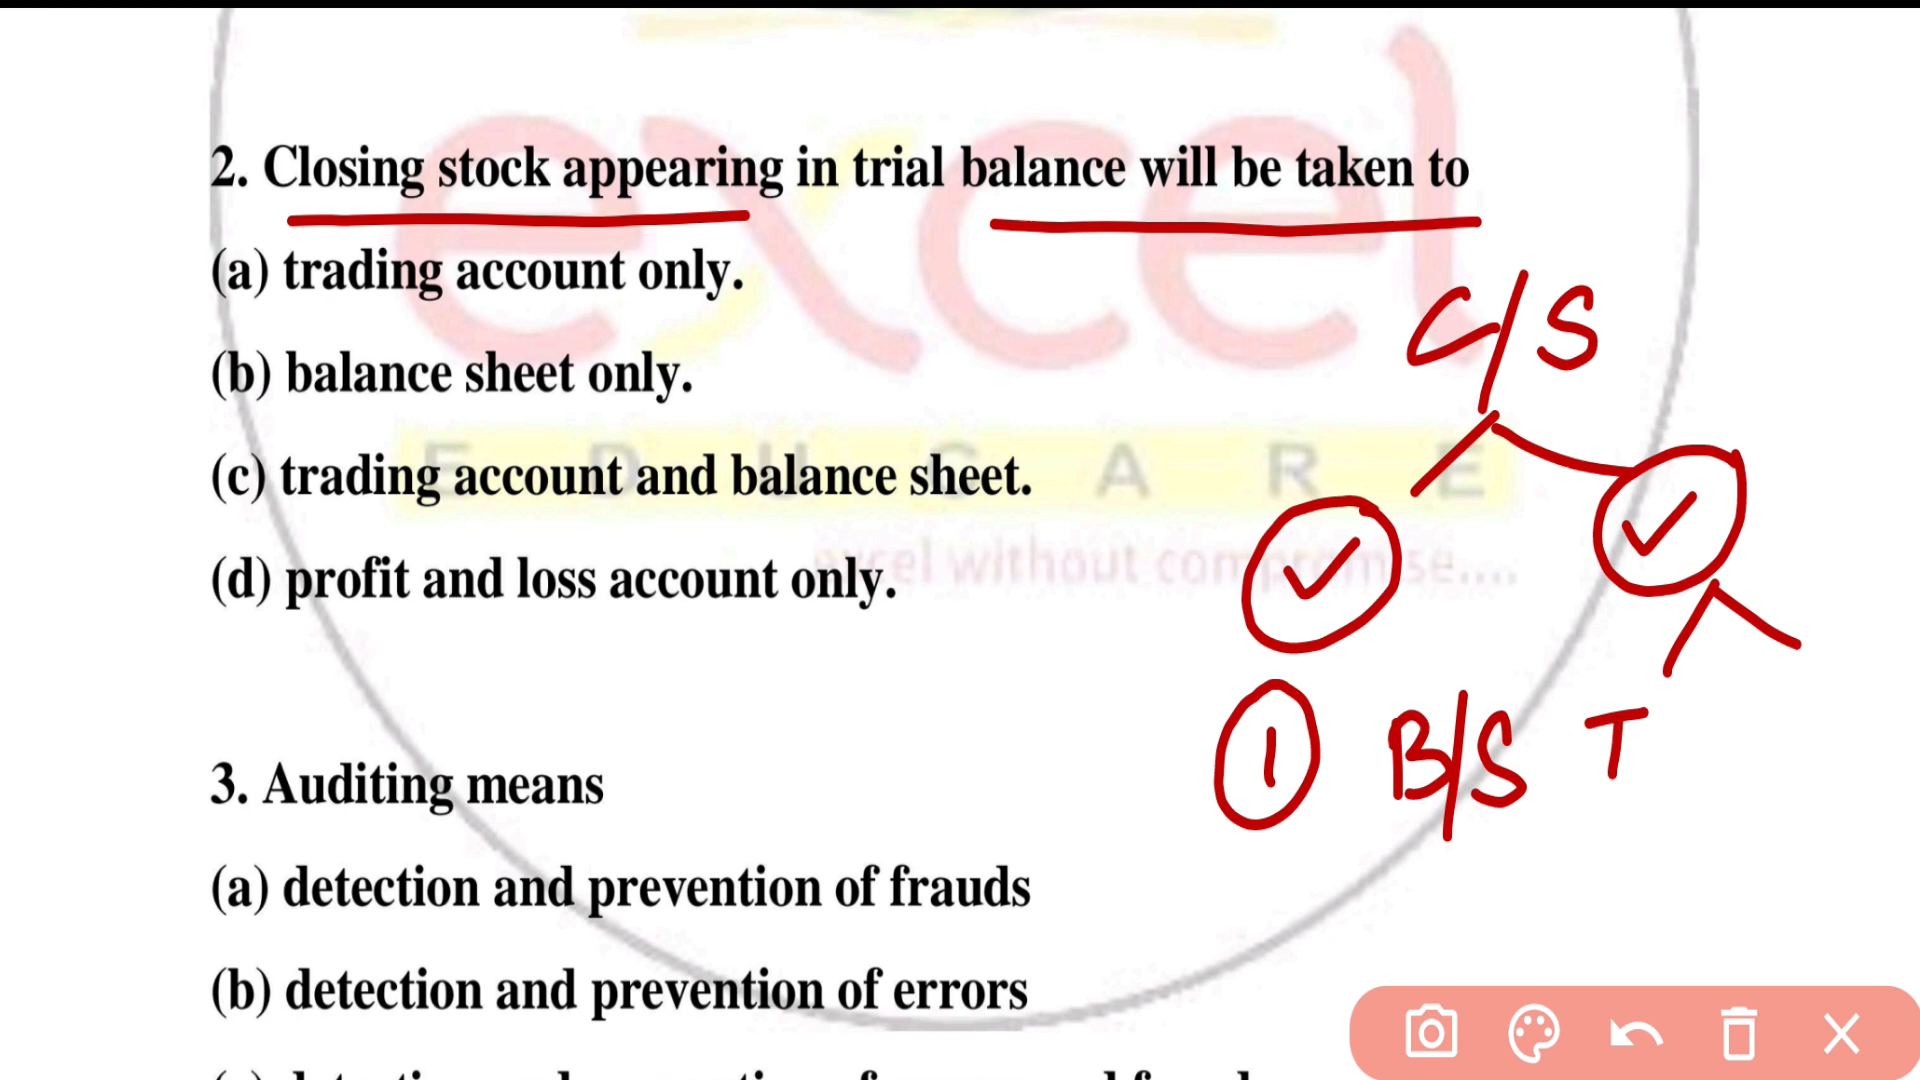 2. Closing stock appearing in trial balance will be taken to
(a) trading account only.
C/S
(b) balance sheet only.
(c) trading account and balance sheet.
(d) profit and loss account only.
1 B/S T
3. Auditing means
(a) detection and prevention of frauds
(b) detection and prevention of errors
excel
EDUCARE
excel without compromise....